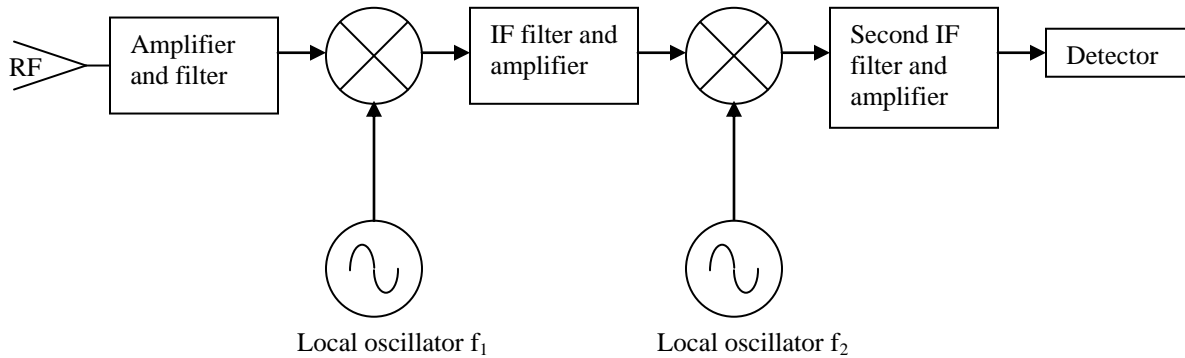 RF
Amplifier
and filter
IF filter and
amplifier
Second IF
filter and
amplifier
Detector
Local oscillator f₁
Local oscillator f₂